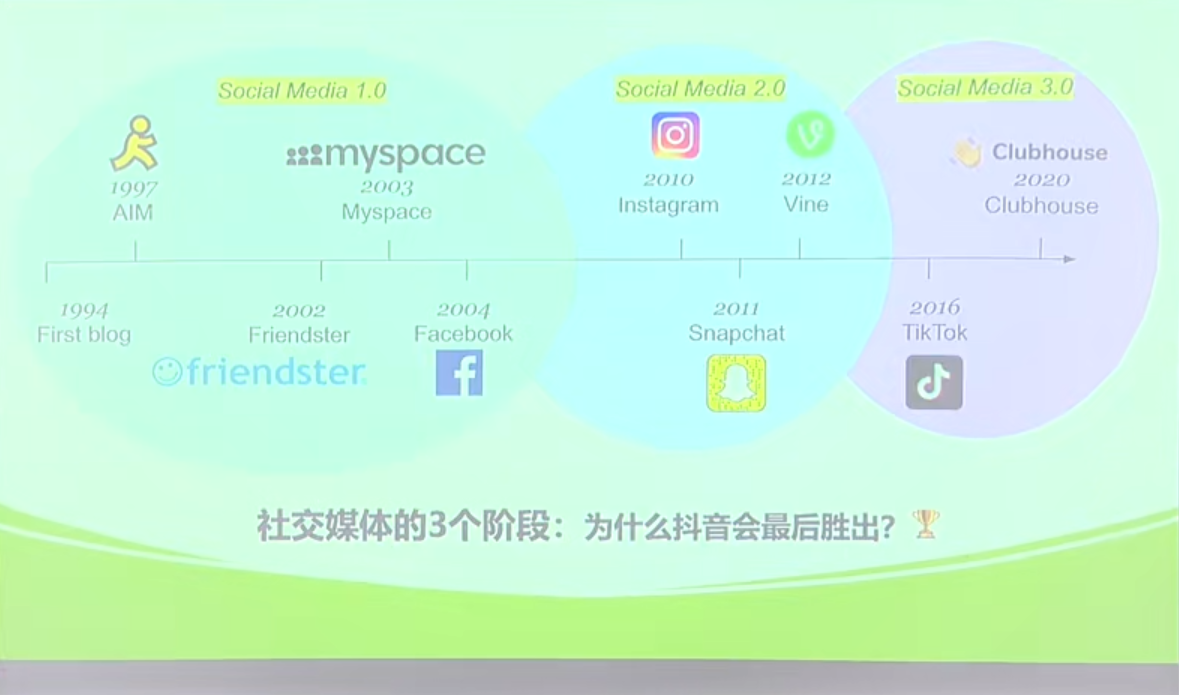 Social Media 1.0
Social Media 2.0
Social Media 3.0
myspace
Clubhouse
1997
AIM
2003
Myspace
2010
Instagram
2012
Vine
2020
Clubhouse
1994
First blog
2002
Friendster
2004
Facebook
2011
Snapchat
2016
TikTok
friendster
社交媒体的3个阶段：为什么抖音会最后胜出？